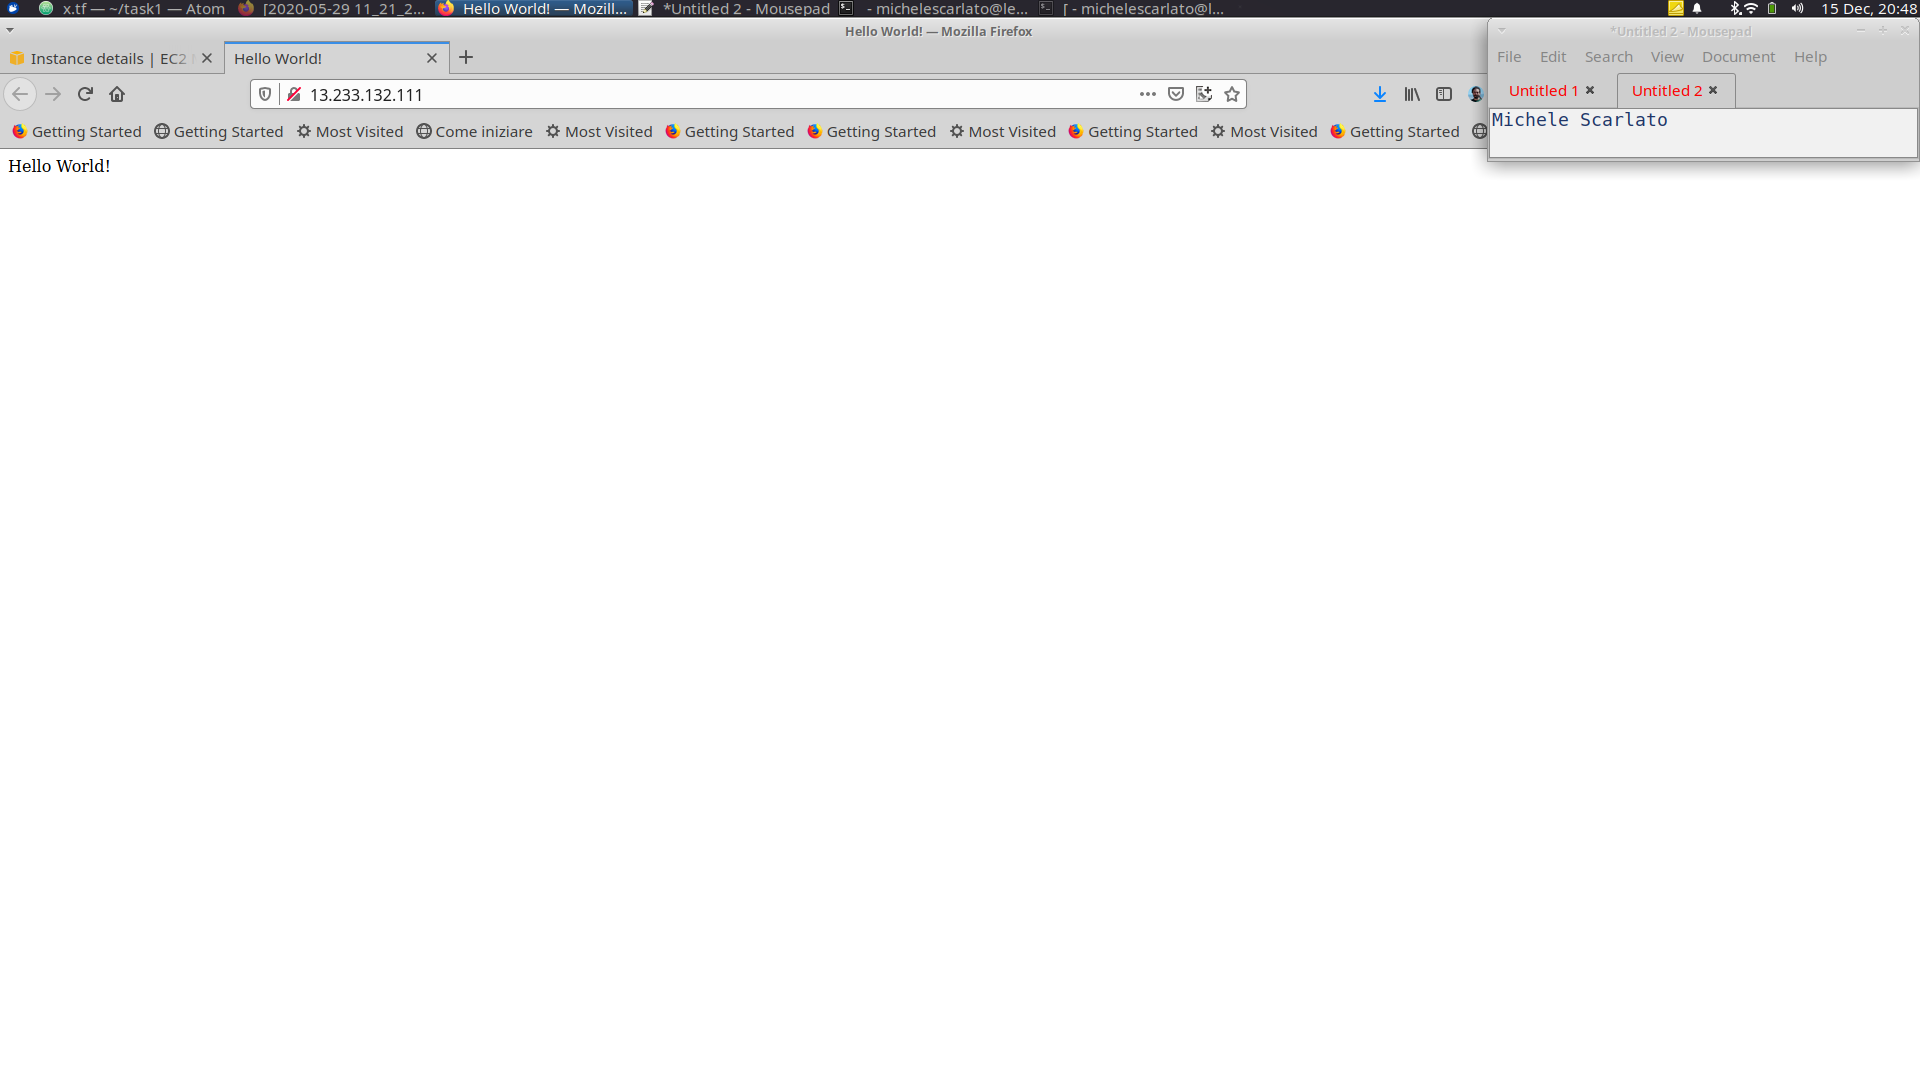 x.tf — ~/task1 — Atom
[2020-05-29 11_21_2...
Hello World! — Mozill...
*Untitled 2 - Mousepad
- michelescarlato@le...
[ - michelescarlato@l...
15 Dec, 20:48
Hello World! — Mozilla Firefox
*Untitled 2 - Mousepad
Instance details | EC2
Hello World!
File Edit Search View Document Help
13.233.132.111
Untitled 1
Untitled 2
Getting Started Getting Started Most Visited Come iniziare Most Visited Getting Started Getting Started Most Visited Getting Started Most Visited Getting Started
Michele Scarlato
Hello World!